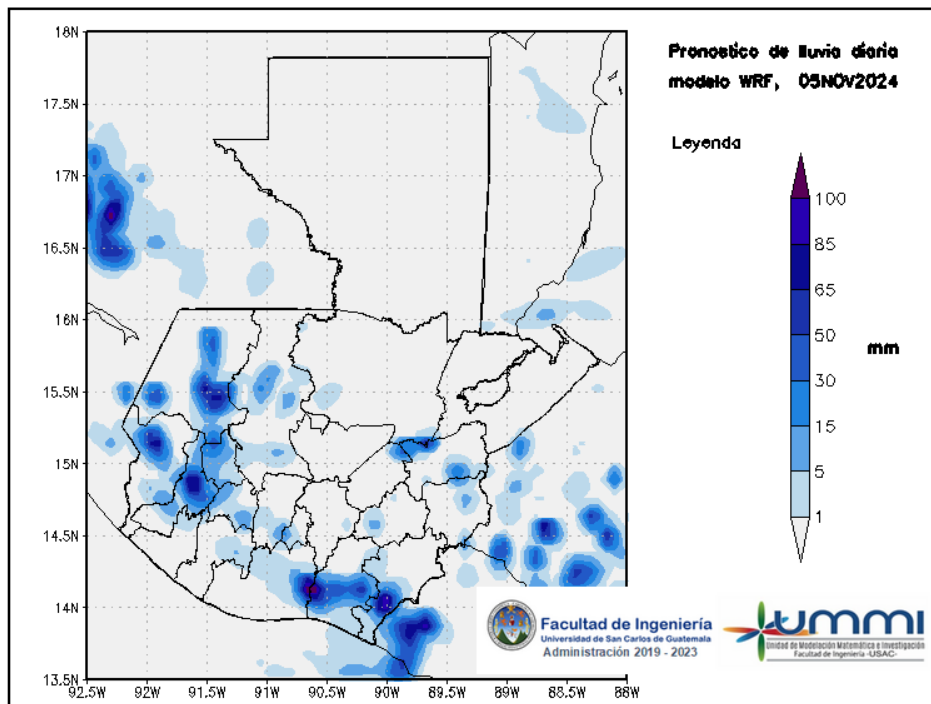 Pronostico de lluvia diaria
modelo WRF, 05NOV2024
Leyenda
100
85
65
50
30
15
5
1
mm
18N
17.5N
17N
16.5N
16N
15.5N
15N
14.5N
14N
13.5N
92.5W 92W 91.5W 91W 90.5W 90W 89.5W 89W 88.5W 88W
Facultad de Ingeniería
Universidad de San Carlos de Guatemala
Administración 2019 - 2023
ummi
Unidad de Modelación Matemática e Investigación
Facultad de Ingeniería -USAC-